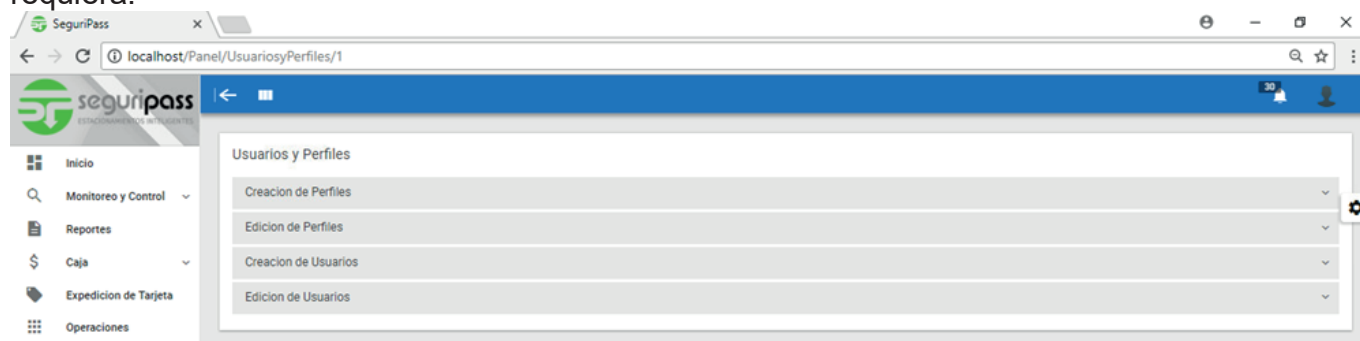 requiera.
SeguriPass
localhost/Panel/UsuariosyPerfiles/1
seguripass
ESTACIONAMIENTOS INTELIGENTES
30
Usuarios y Perfiles
Inicio
Creacion de Perfiles
Monitoreo y Control
Edicion de Perfiles
Reportes
Creacion de Usuarios
Caja
Edicion de Usuarios
Expedicion de Tarjeta
Operaciones